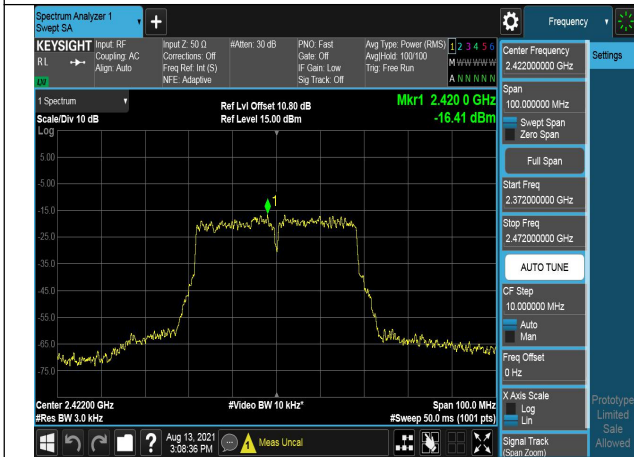 Spectrum Analyzer 1
Swept SA
+
Frequency
KEYSIGHT
RL
Input: RF
Coupling: AC
Align: Auto
Input Z: 50 Ω
Corrections: Off
Freq Ref: Int (S)
NFE: Adaptive
#Atten: 30 dB
PNO: Fast
Gate: Off
IF Gain: Low
Sig Track: Off
Avg Type: Power (RMS)
Avg|Hold: 100/100
Trig: Free Run
1 2 3 4 5 6
M W W W W W
A N N N N N
1 Spectrum
Scale/Div 10 dB
Log
Ref Lvl Offset 10.80 dB
Ref Level 15.00 dBm
Mkr1 2.420 0 GHz
-16.41 dBm
5.00
-5.00
-15.0
-25.0
-35.0
-45.0
-55.0
-65.0
-75.0
1
Center 2.42200 GHz
#Res BW 3.0 kHz
#Video BW 10 kHz*
Span 100.0 MHz
#Sweep 50.0 ms (1001 pts)
?
Aug 13, 2021
3:08:36 PM
Meas Uncal
Center Frequency
2.422000000 GHz
Settings
Span
100.000000 MHz
Swept Span
Zero Span
Full Span
Start Freq
2.372000000 GHz
Stop Freq
2.472000000 GHz
AUTO TUNE
CF Step
10.000000 MHz
Auto
Man
Freq Offset
0 Hz
X Axis Scale
Log
Lin
Signal Track
(Span Zoom)
Prototype
Limited
Sale
Allowed